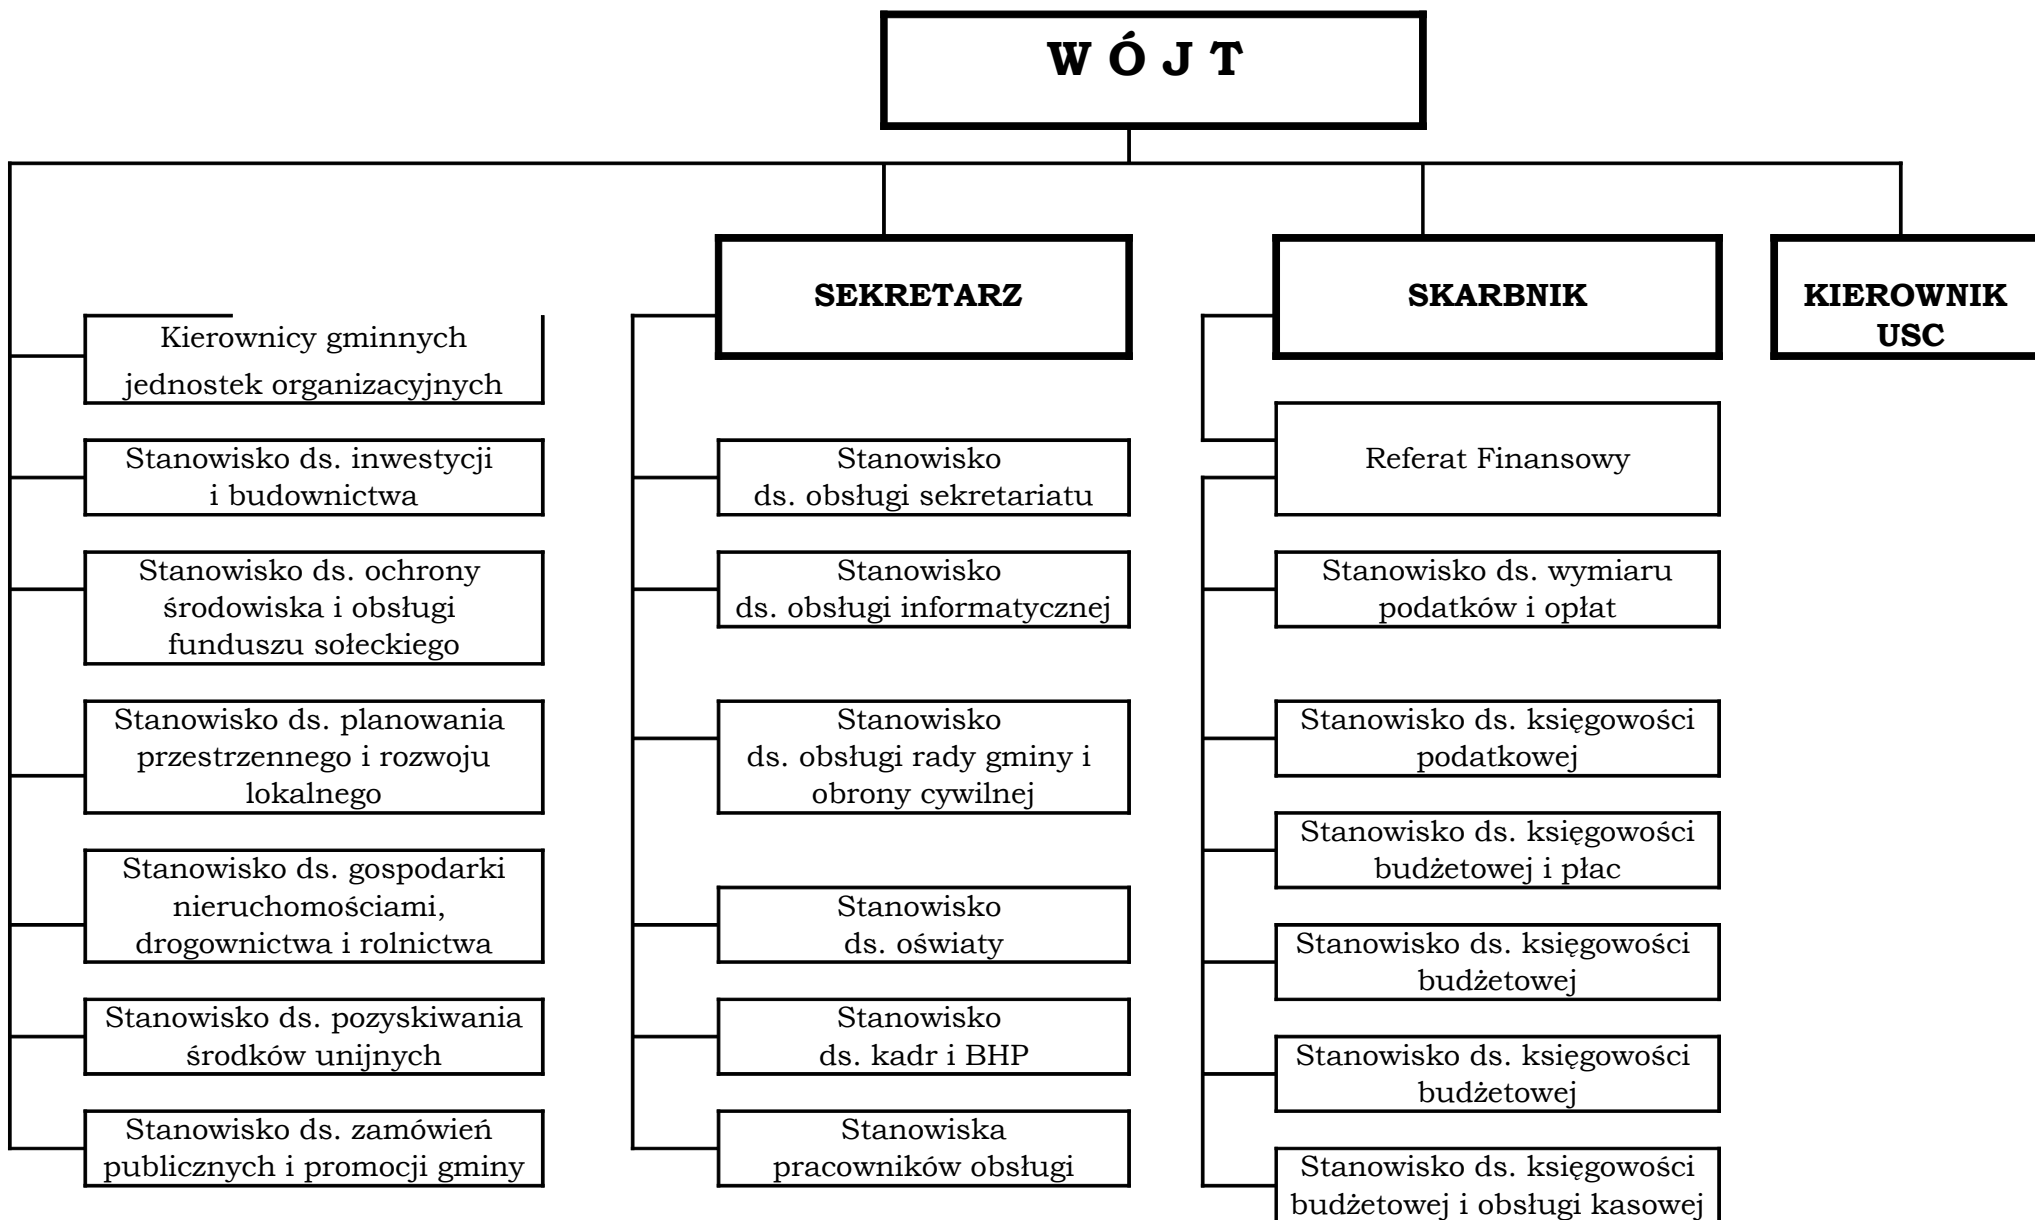 W Ó J T
SEKRETARZ
SKARBNIK
KIEROWNIK
USC
Kierownicy gminnych
jednostek organizacyjnych
Stanowisko ds. inwestycji
i budownictwa
Stanowisko ds. ochrony
środowiska i obsługi
funduszu sołeckiego
Stanowisko ds. planowania
przestrzennego i rozwoju
lokalnego
Stanowisko ds. gospodarki
nieruchomościami,
drogownictwa i rolnictwa
Stanowisko ds. pozyskiwania
środków unijnych
Stanowisko ds. zamówień
publicznych i promocji gminy
Stanowisko
ds. obsługi sekretariatu
Stanowisko
ds. obsługi informatycznej
Stanowisko
ds. obsługi rady gminy i
obrony cywilnej
Stanowisko
ds. oświaty
Stanowisko
ds. kadr i BHP
Stanowiska
pracowników obsługi
Referat Finansowy
Stanowisko ds. wymiaru
podatków i opłat
Stanowisko ds. księgowości
podatkowej
Stanowisko ds. księgowości
budżetowej i płac
Stanowisko ds. księgowości
budżetowej
Stanowisko ds. księgowości
budżetowej
Stanowisko ds. księgowości
budżetowej i obsługi kasowej